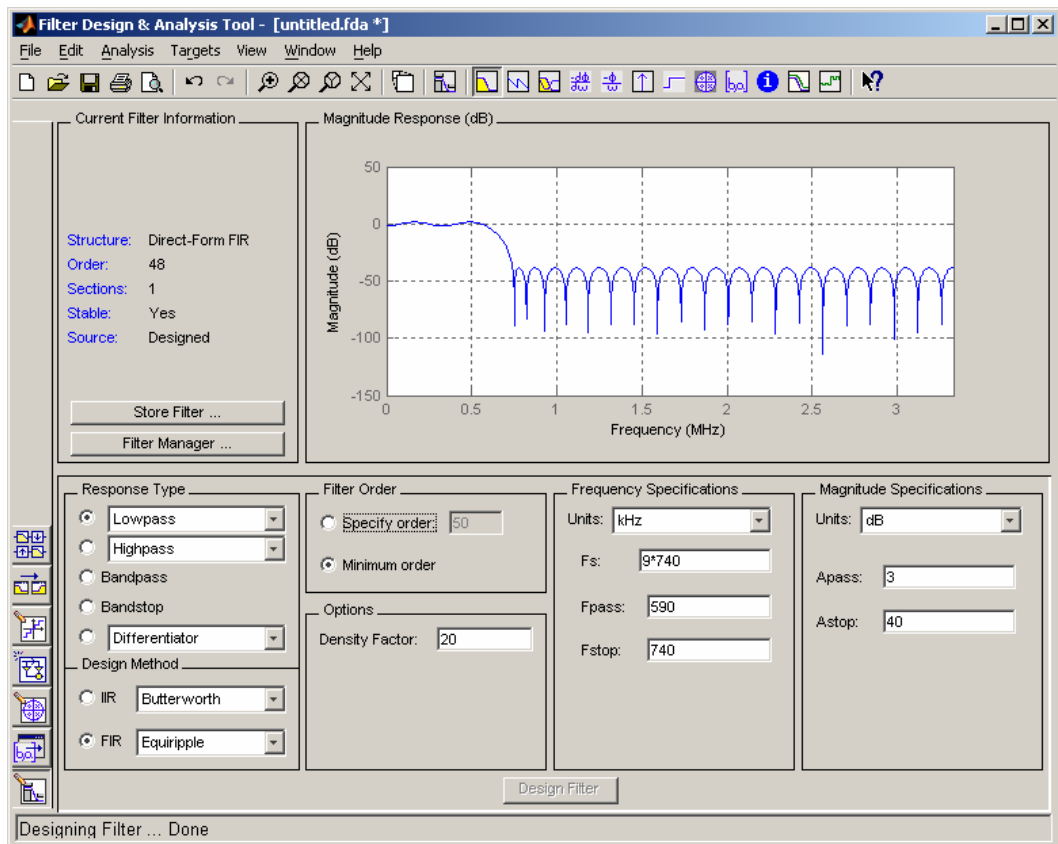 Filter Design & Analysis Tool - [untitled.fda *]
File Edit Analysis Targets View Window Help
Current Filter Information
Structure: Direct-Form FIR
Order: 48
Sections: 1
Stable: Yes
Source: Designed
Store Filter ...
Filter Manager ...
Magnitude Response (dB)
50
0
-50
-100
-150
Magnitude (dB)
0 0.5 1 1.5 2 2.5 3
Frequency (MHz)
Response Type
Lowpass
Highpass
Bandpass
Bandstop
Differentiator
Design Method
IIR Butterworth
FIR Equiripple
Filter Order
Specify order: 50
Minimum order
Options
Density Factor: 20
Frequency Specifications
Units: kHz
Fs: 9*740
Fpass: 590
Fstop: 740
Magnitude Specifications
Units: dB
Apass: 3
Astop: 40
Design Filter
Designing Filter ... Done